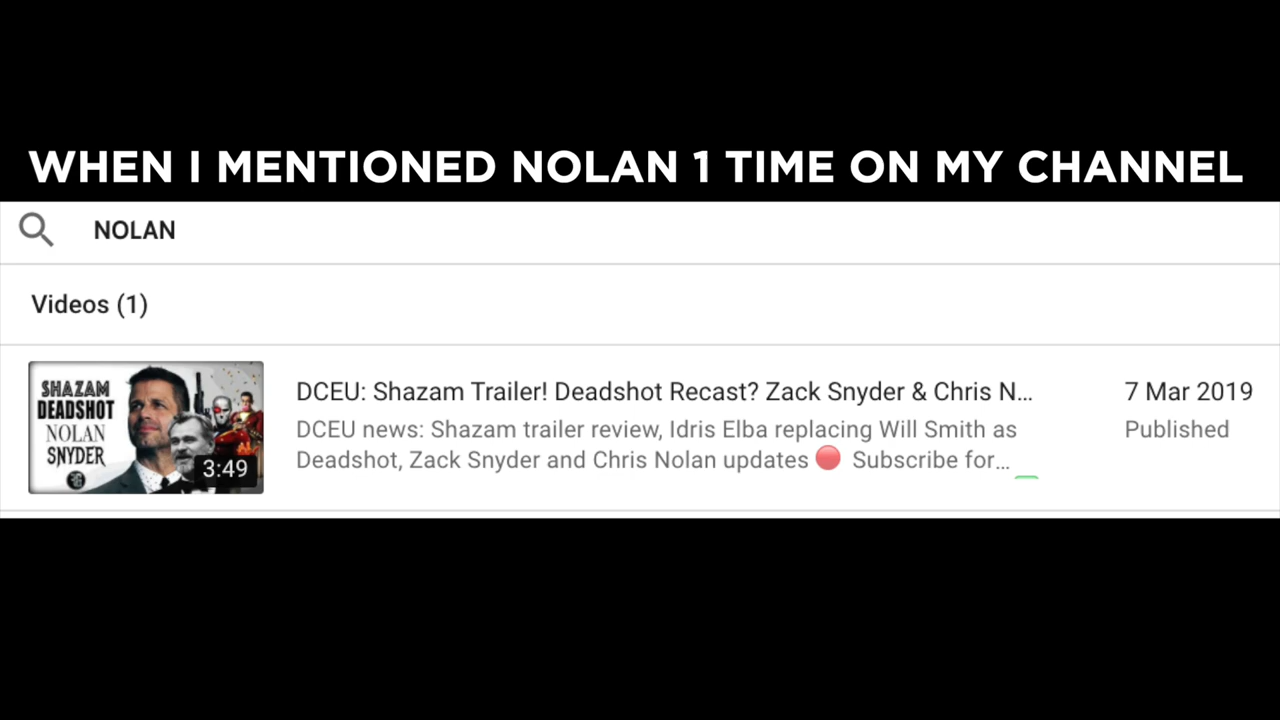 WHEN I MENTIONED NOLAN 1 TIME ON MY CHANNEL
NOLAN
Videos (1)
SHAZAM
DEADSHOT
NOLAN
SNYDER
3:49
DCEU: Shazam Trailer! Deadshot Recast? Zack Snyder & Chris N...
7 Mar 2019
DCEU news: Shazam trailer review, Idris Elba replacing Will Smith as
Published
Deadshot, Zack Snyder and Chris Nolan updates 🔴 Subscribe for...